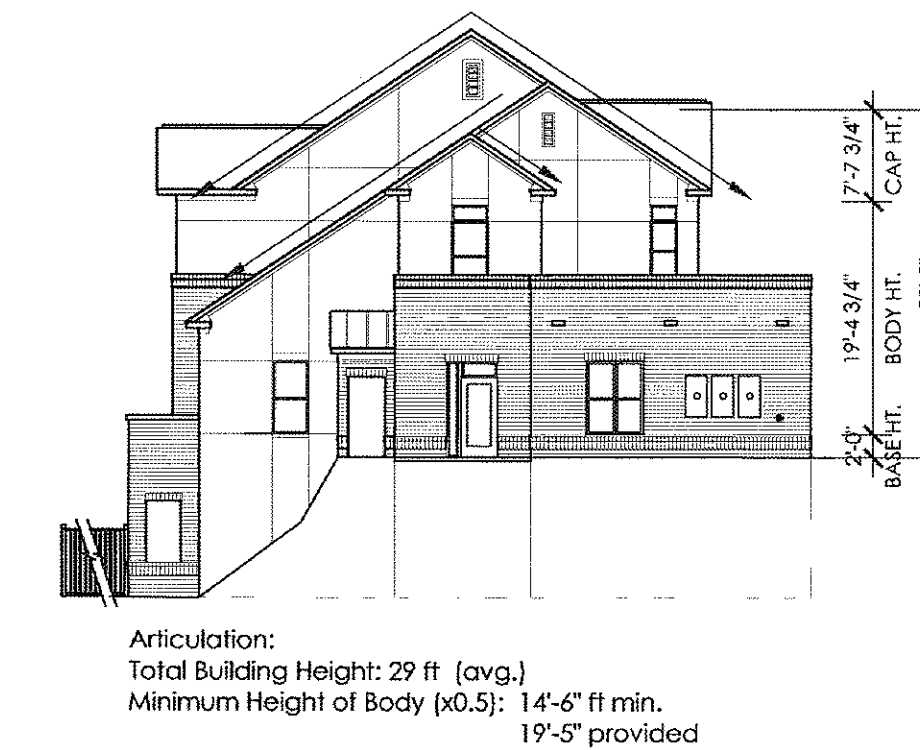 7'-7 3/4"
CAP HT.
19'-4 3/4"
BODY HT.
2'-0"
BASE HT.
Articulation:
Total Building Height: 29 ft (avg.)
Minimum Height of Body (x0.5): 14'-6" ft min.
19'-5" provided